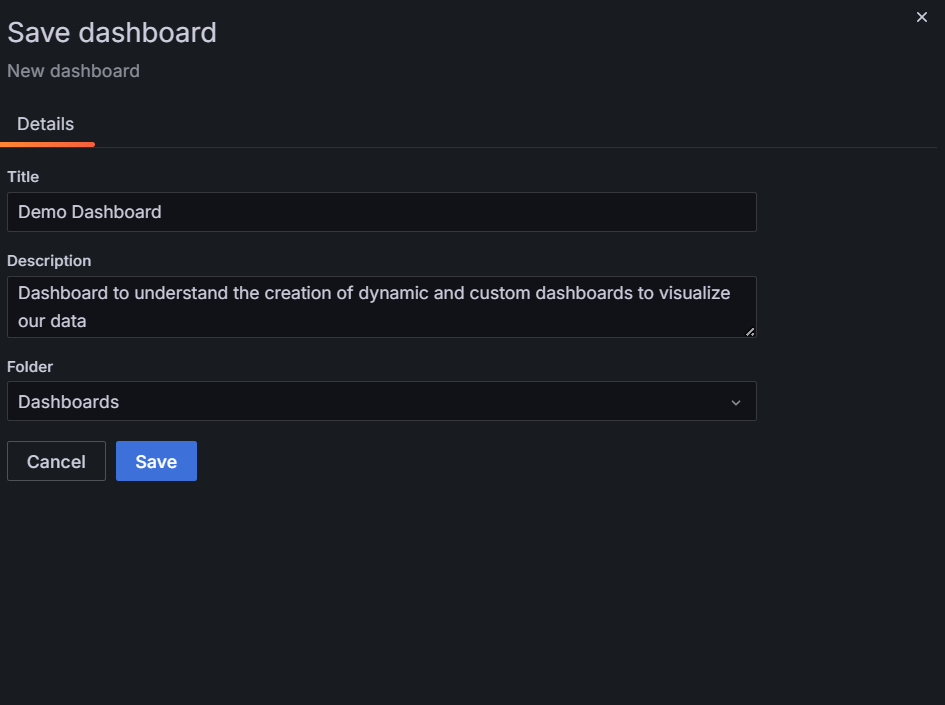 Save dashboard
New dashboard
Details
Title
Demo Dashboard
Description
Dashboard to understand the creation of dynamic and custom dashboards to visualize
our data
Folder
Dashboards
Cancel
Save